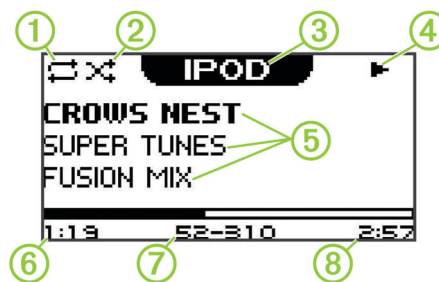 1 2 3 4
IPOD
CROWS NEST
SUPER TUNES
FUSION MIX
5
1:19 52-310 2:57
6 7 8